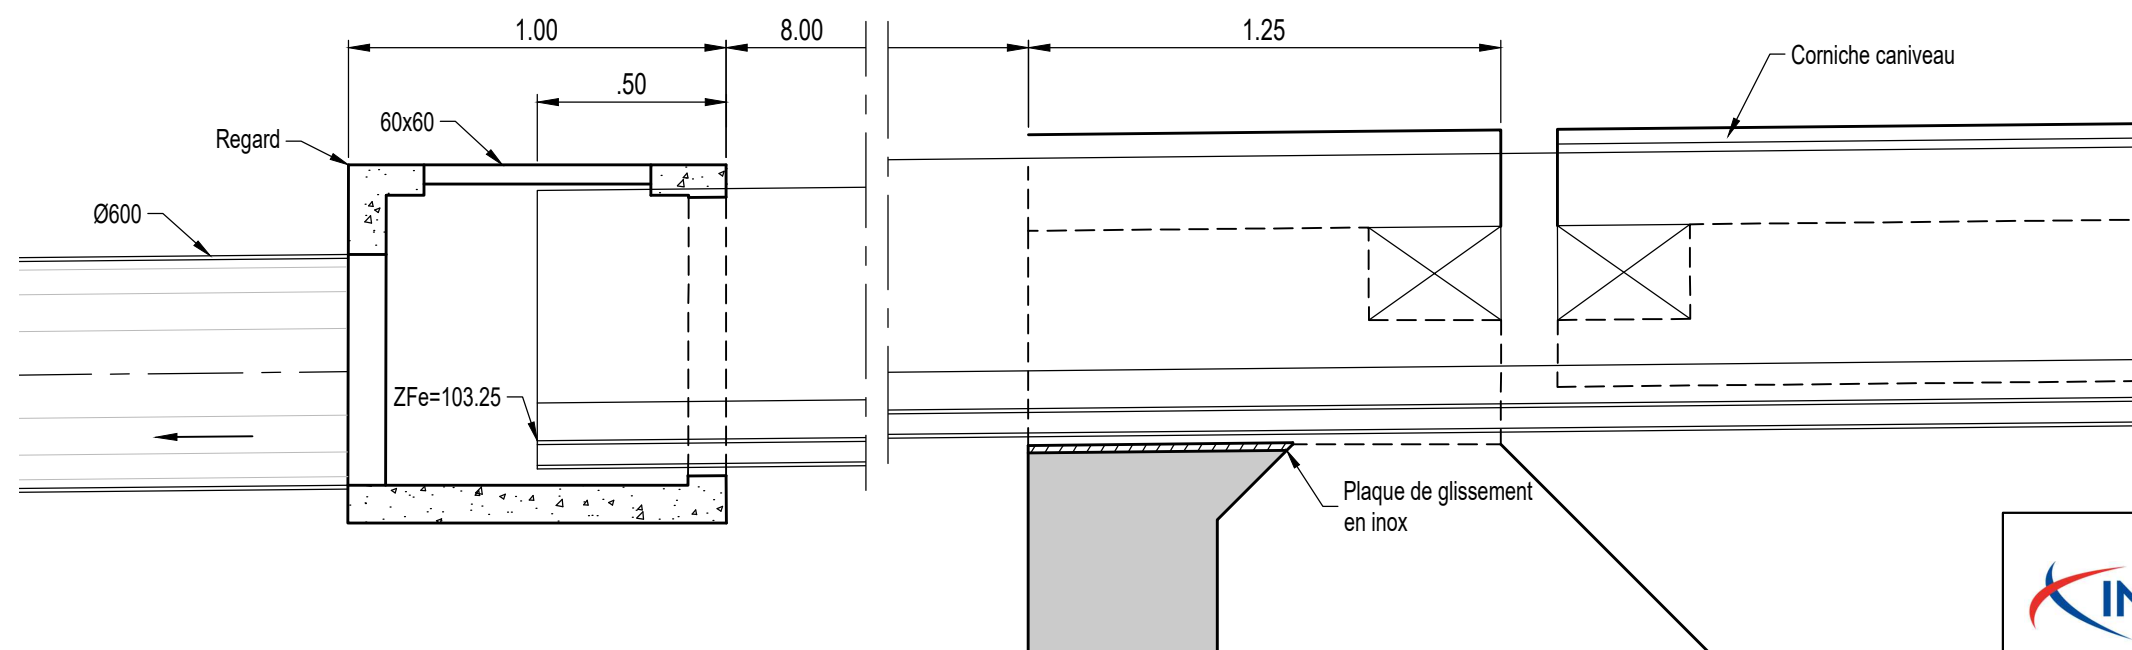 1.00
8.00
1.25
Corniche caniveau
.50
60x60
Regard
Ø600
ZFe=103.25
Plaque de glissement
en inox